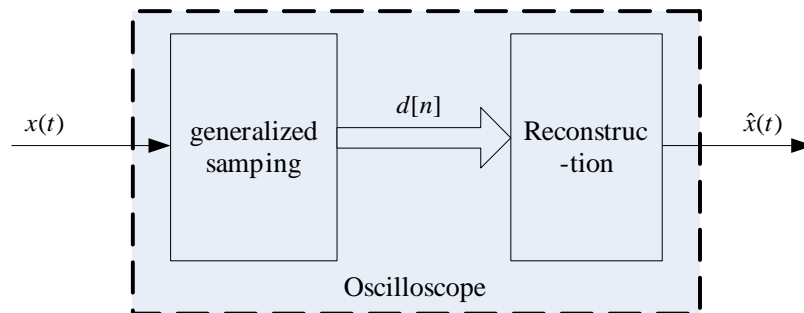 x(t)
generalized
samping
d[n]
Reconstruc
-tion
x̂(t)
Oscilloscope